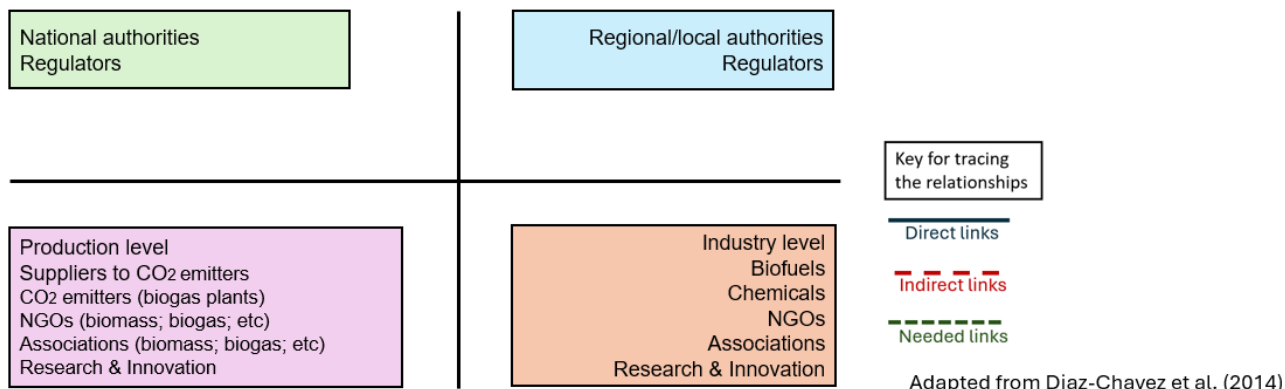 National authorities
Regulators
Regional/local authorities
Regulators
Key for tracing
the relationships
Direct links
Indirect links
Needed links
Production level
Suppliers to CO2 emitters
CO2 emitters (biogas plants)
NGOs (biomass; biogas; etc)
Associations (biomass; biogas; etc)
Research & Innovation
Industry level
Biofuels
Chemicals
NGOs
Associations
Research & Innovation
Adapted from Diaz-Chavez et al. (2014)